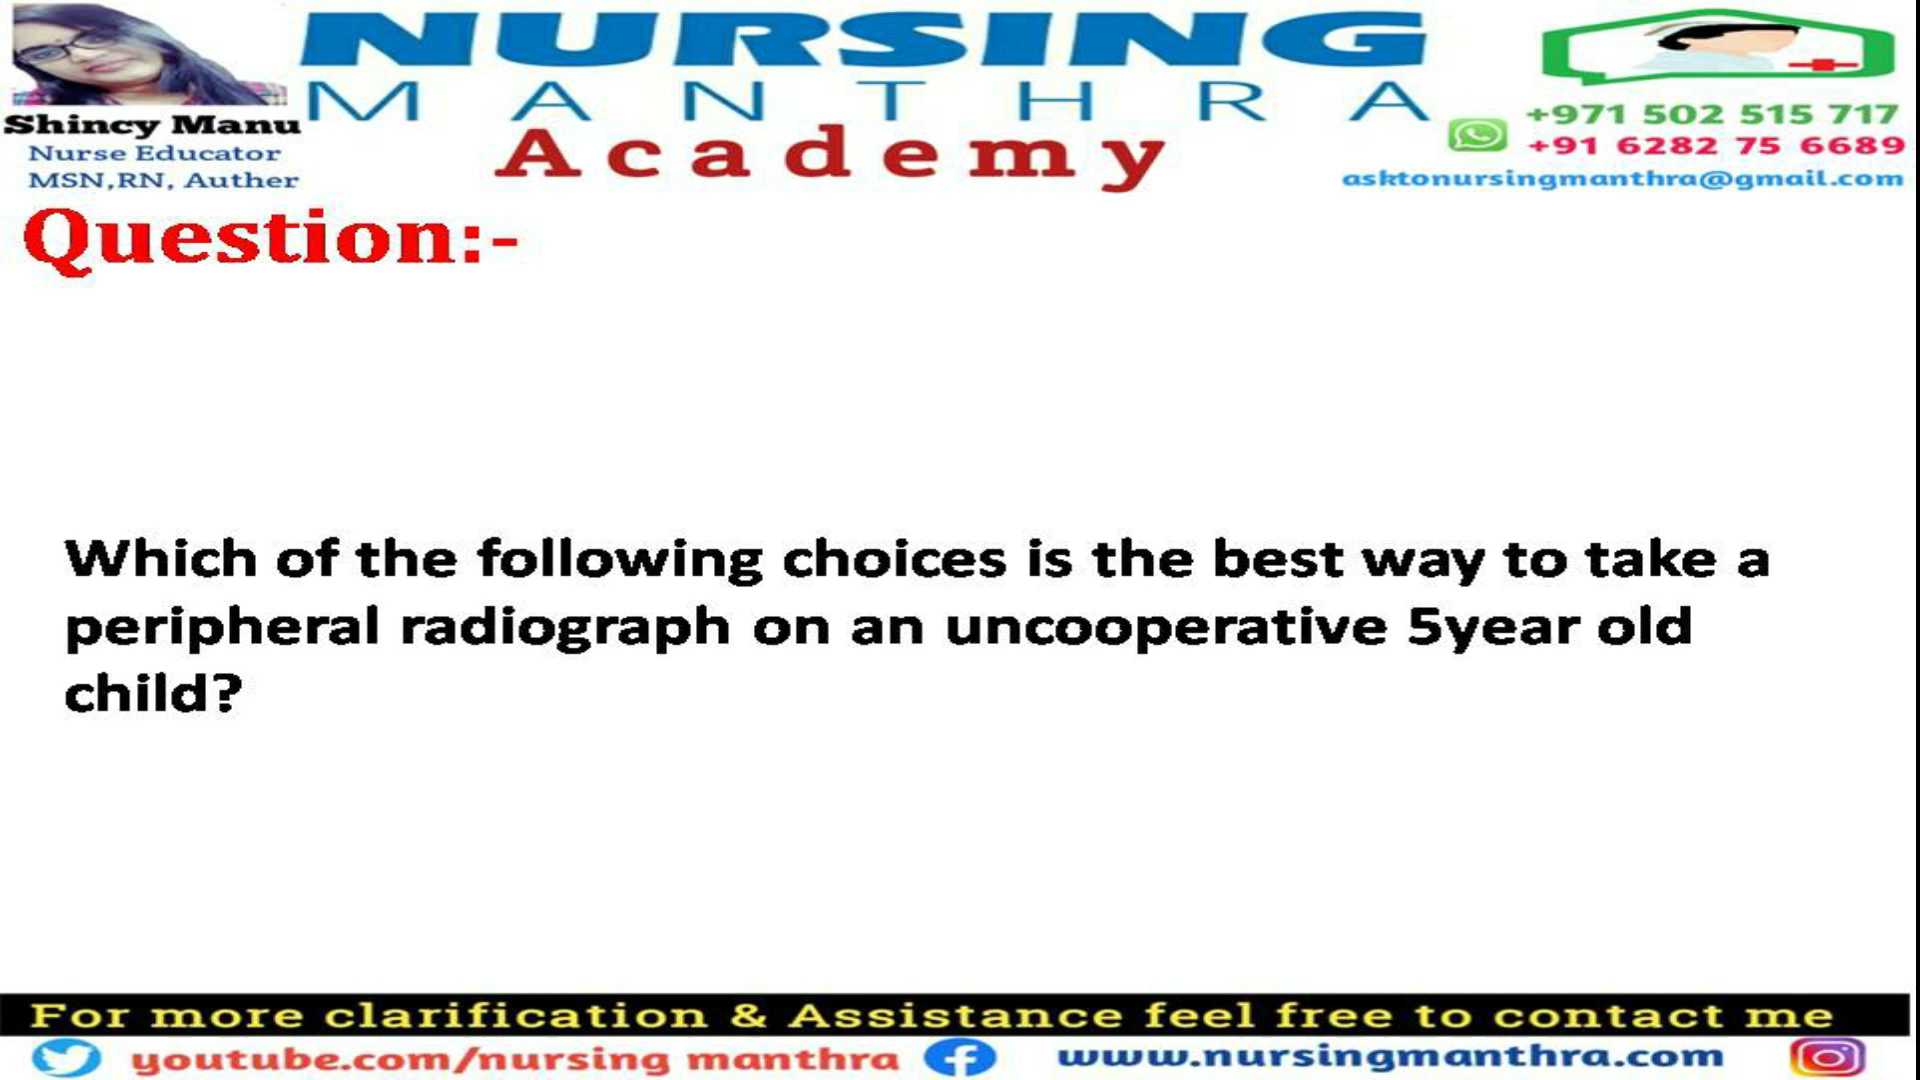 NURSING
MANTHRA
Academy
Shincy Manu
Nurse Educator
MSN,RN, Auther
+971 502 515 717
+91 6282 75 6689
asktonursingmanthra@gmail.com
Question:-
Which of the following choices is the best way to take a
peripheral radiograph on an uncooperative 5year old
child?
For more clarification & Assistance feel free to contact me
youtube.com/nursing manthra
www.nursingmanthra.com